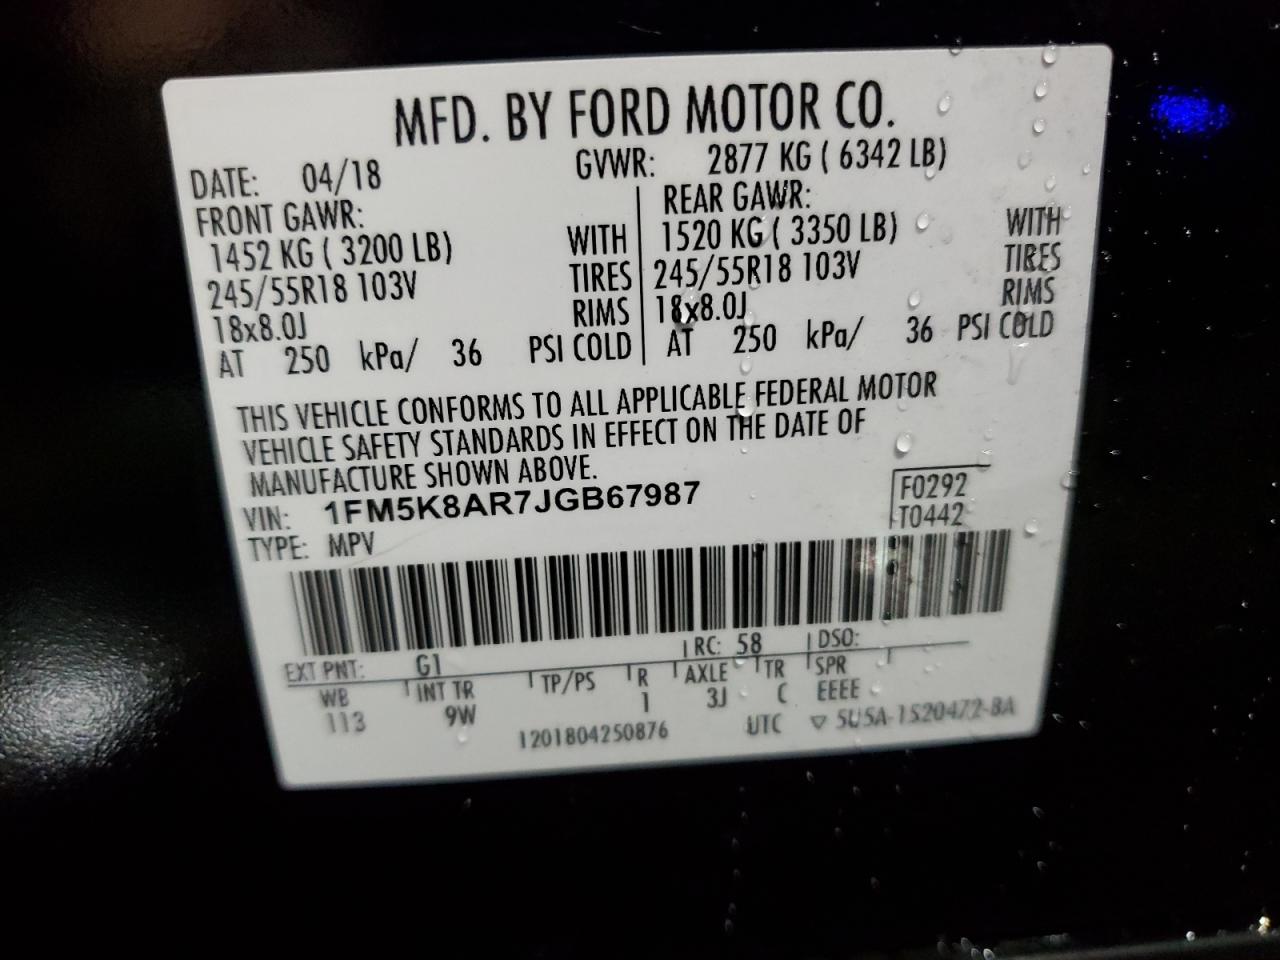 MFD. BY FORD MOTOR CO.
DATE: 04/18 GVWR: 2877 KG ( 6342 LB)
FRONT GAWR: REAR GAWR:
1452 KG ( 3200 LB) WITH 1520 KG ( 3350 LB) WITH
245/55R18 103V TIRES 245/55R18 103V TIRES
18x8.0J RIMS 18x8.0J RIMS
AT 250 kPa/ 36 PSI COLD AT 250 kPa/ 36 PSI COLD
THIS VEHICLE CONFORMS TO ALL APPLICABLE FEDERAL MOTOR
VEHICLE SAFETY STANDARDS IN EFFECT ON THE DATE OF
MANUFACTURE SHOWN ABOVE.
VIN: 1FM5K8AR7JGB67987 F0292
TYPE: MPV T0442
EXT PNT: G1 RC: 58 DSO:
WB INT TR TP/PS R AXLE TR SPR
113 9W 1 3J C EEEE
1201804250876 UTC ▽ 5U5A-1520472-BA